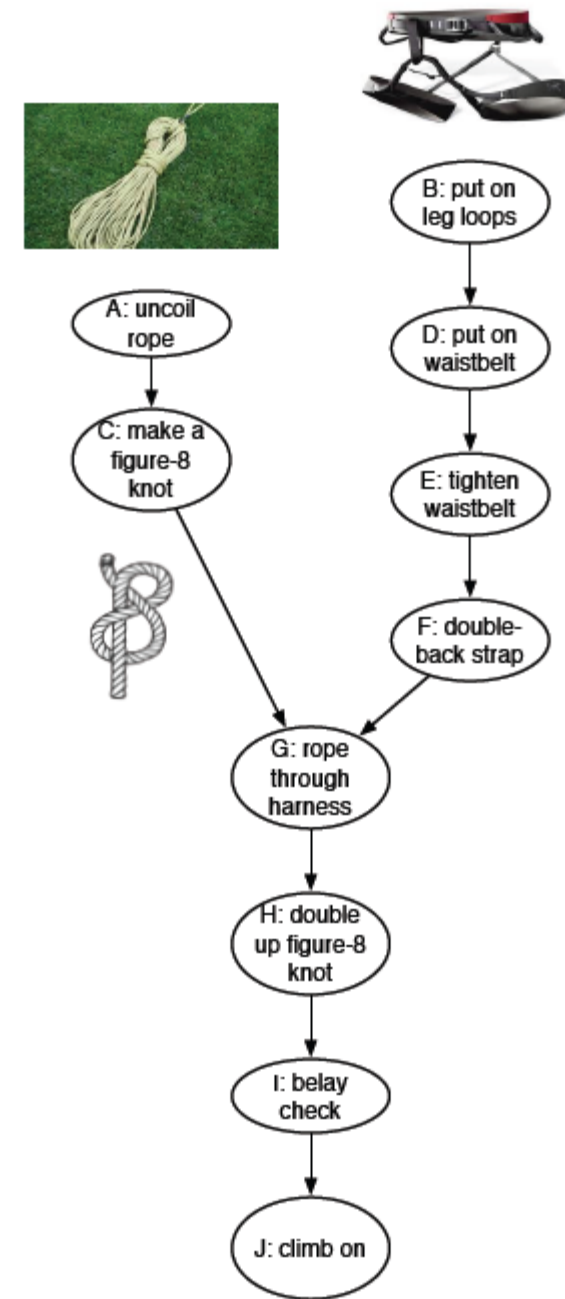 B: put on
leg loops
A: uncoil
rope
D: put on
waistbelt
C: make a
figure-8
knot
E: tighten
waistbelt
F: double-
back strap
G: rope
through
harness
H: double
up figure-8
knot
I: belay
check
J: climb on